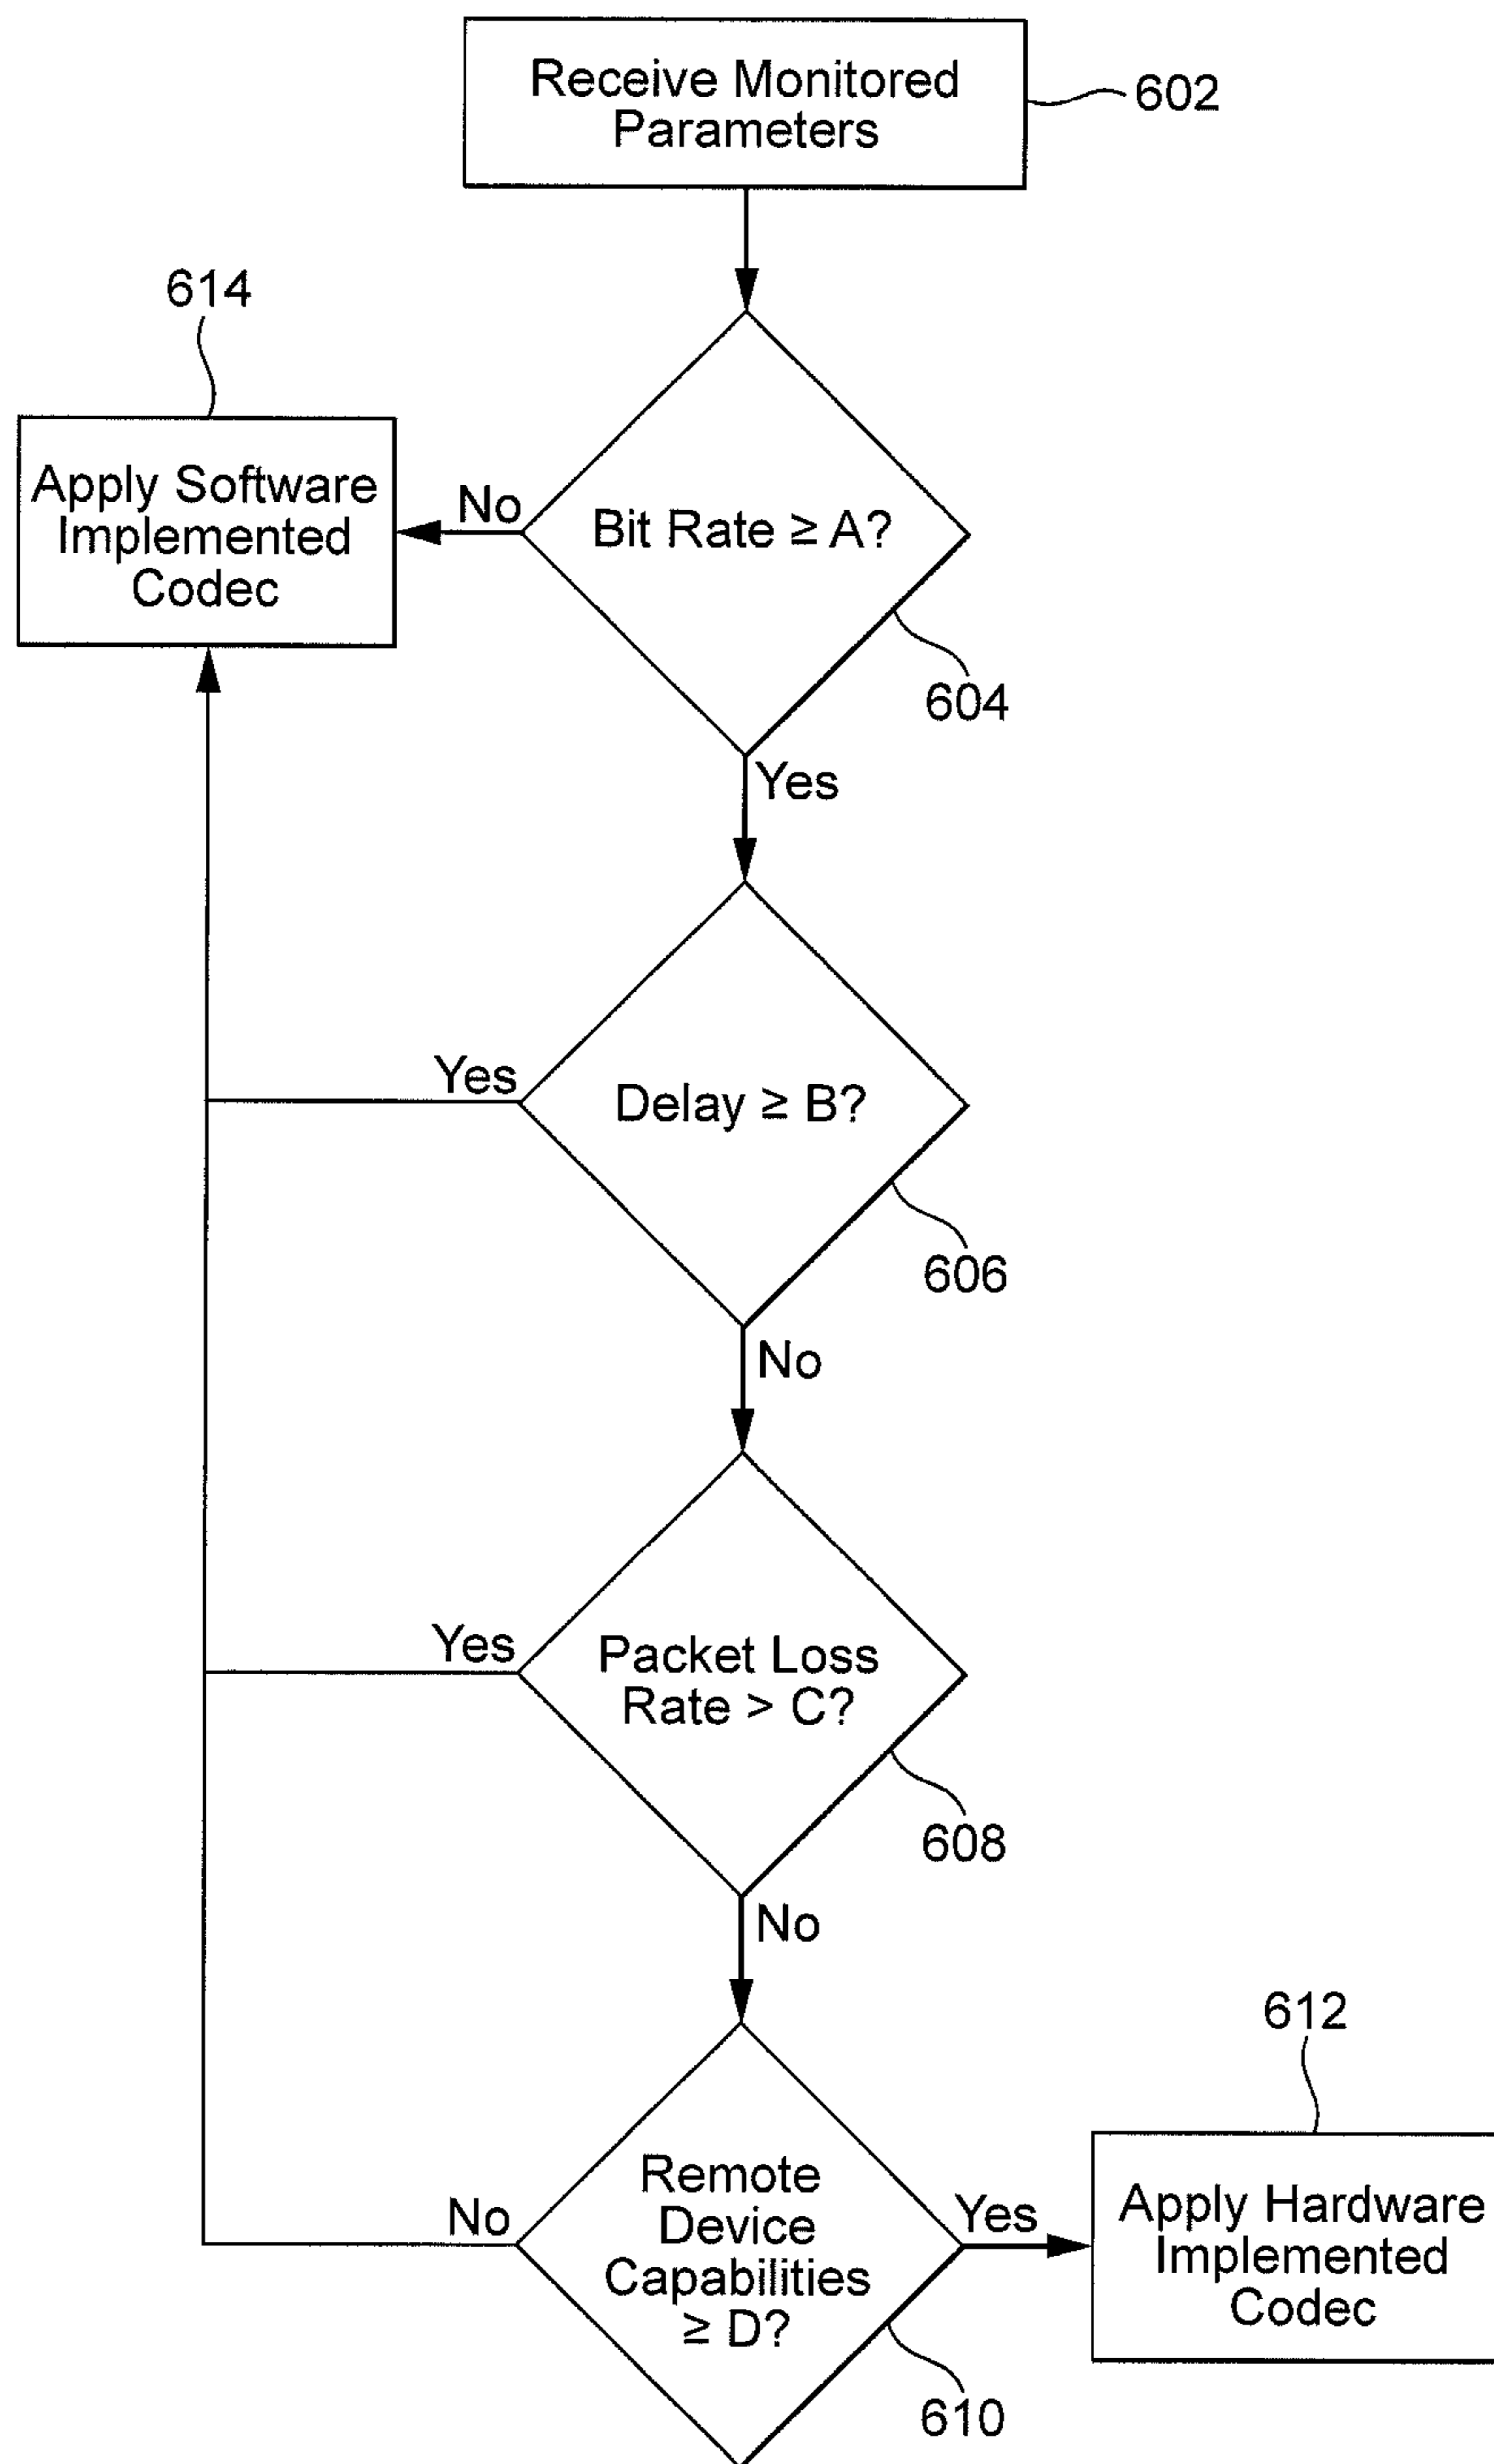 Receive Monitored
Parameters
602
614
Apply Software
Implemented
Codec
No
Bit Rate ≥ A?
604
Yes
Yes
Delay ≥ B?
606
No
Yes
Packet Loss
Rate > C?
608
No
612
No
Remote
Device
Capabilities
≥ D?
Yes
Apply Hardware
Implemented
Codec
610